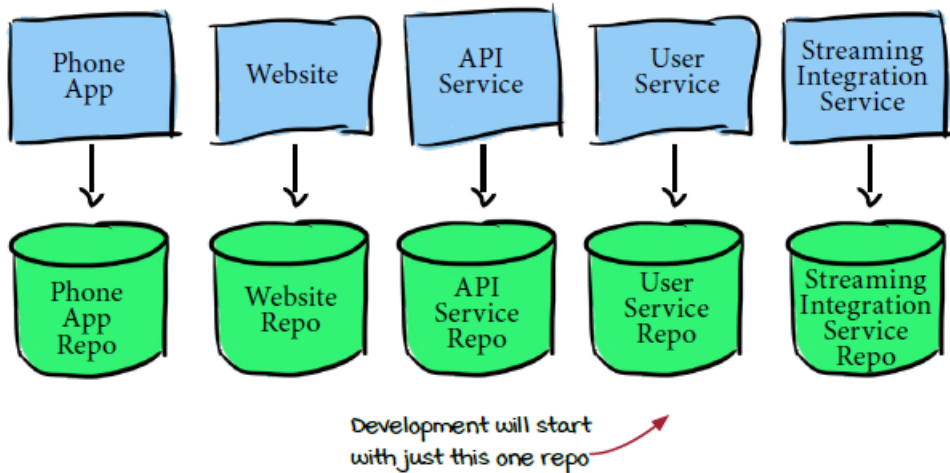 Phone
App
Website
API
Service
User
Service
Streaming
Integration
Service
Phone
App
Repo
Website
Repo
API
Service
Repo
User
Service
Repo
Streaming
Integration
Service
Repo
Development will start
with just this one repo